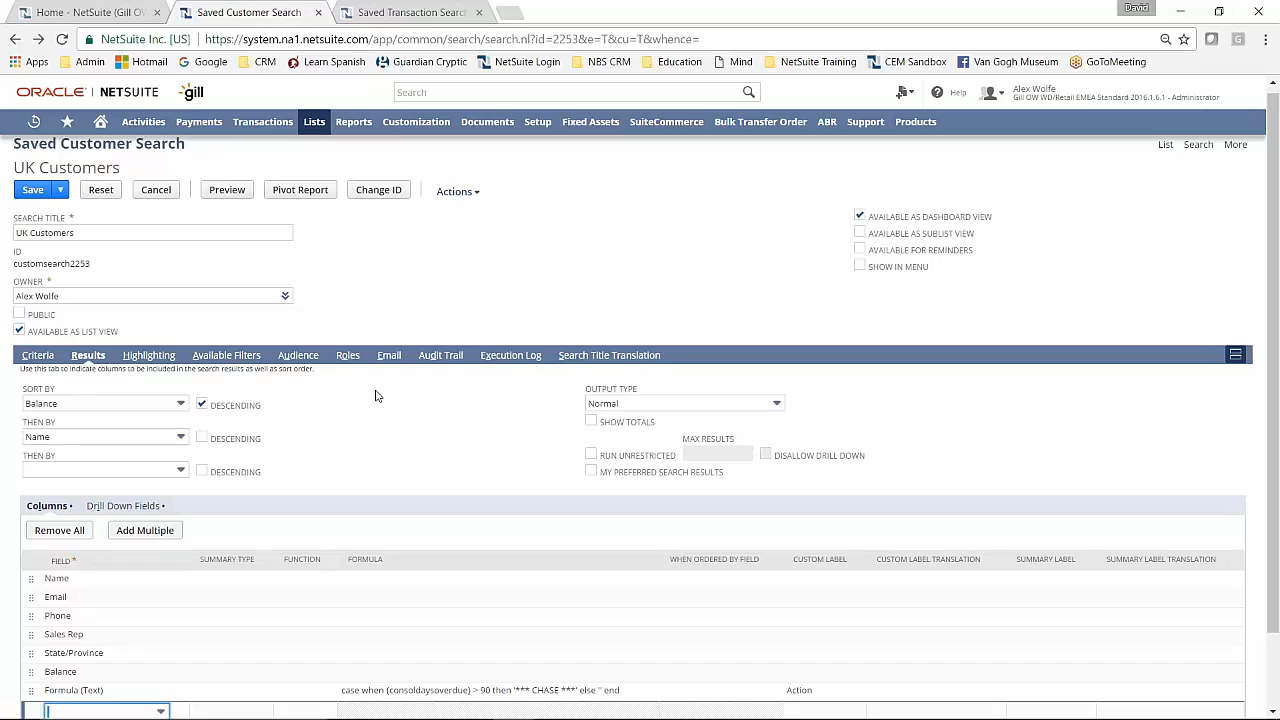 Home - NetSuite (Gill OW
Saved Customer Search
Saved Transaction Search
David
NetSuite Inc. [US]
https://system.na1.netsuite.com/app/common/search/search.nl?id=2253&e=T&cu=T&whence=
Apps Admin Hotmail Google CRM Learn Spanish Guardian Cryptic NetSuite Login NBS CRM Education Mind NetSuite Training CEM Sandbox Van Gogh Museum GoToMeeting
ORACLE NETSUITE gill
Search
Help
Alex Wolfe
Gill OW WD/Retail EMEA Standard 2016.1.6.1 - Administrator
Activities Payments Transactions Lists Reports Customization Documents Setup Fixed Assets SuiteCommerce Bulk Transfer Order ABR Support Products
Saved Customer Search
List Search More
UK Customers
Save Reset Cancel Preview Pivot Report Change ID Actions
SEARCH TITLE *
UK Customers
ID
customsearch2253
OWNER *
Alex Wolfe
PUBLIC
AVAILABLE AS LIST VIEW
AVAILABLE AS DASHBOARD VIEW
AVAILABLE AS SUBLIST VIEW
AVAILABLE FOR REMINDERS
SHOW IN MENU
Criteria Results Highlighting Available Filters Audience Roles Email Audit Trail Execution Log Search Title Translation
Use this tab to indicate columns to be included in the search results as well as sort order.
SORT BY
Balance
DESCENDING
THEN BY
Name
DESCENDING
THEN BY
DESCENDING
OUTPUT TYPE
Normal
SHOW TOTALS
MAX RESULTS
RUN UNRESTRICTED
DISALLOW DRILL DOWN
MY PREFERRED SEARCH RESULTS
Columns • Drill Down Fields •
Remove All Add Multiple
FIELD * SUMMARY TYPE FUNCTION FORMULA WHEN ORDERED BY FIELD CUSTOM LABEL CUSTOM LABEL TRANSLATION SUMMARY LABEL SUMMARY LABEL TRANSLATION
Name
Email
Phone
Sales Rep
State/Province
Balance
Formula (Text) case when (consoldaysoverdue) > 90 then '*** CHASE ***' else '' end Action